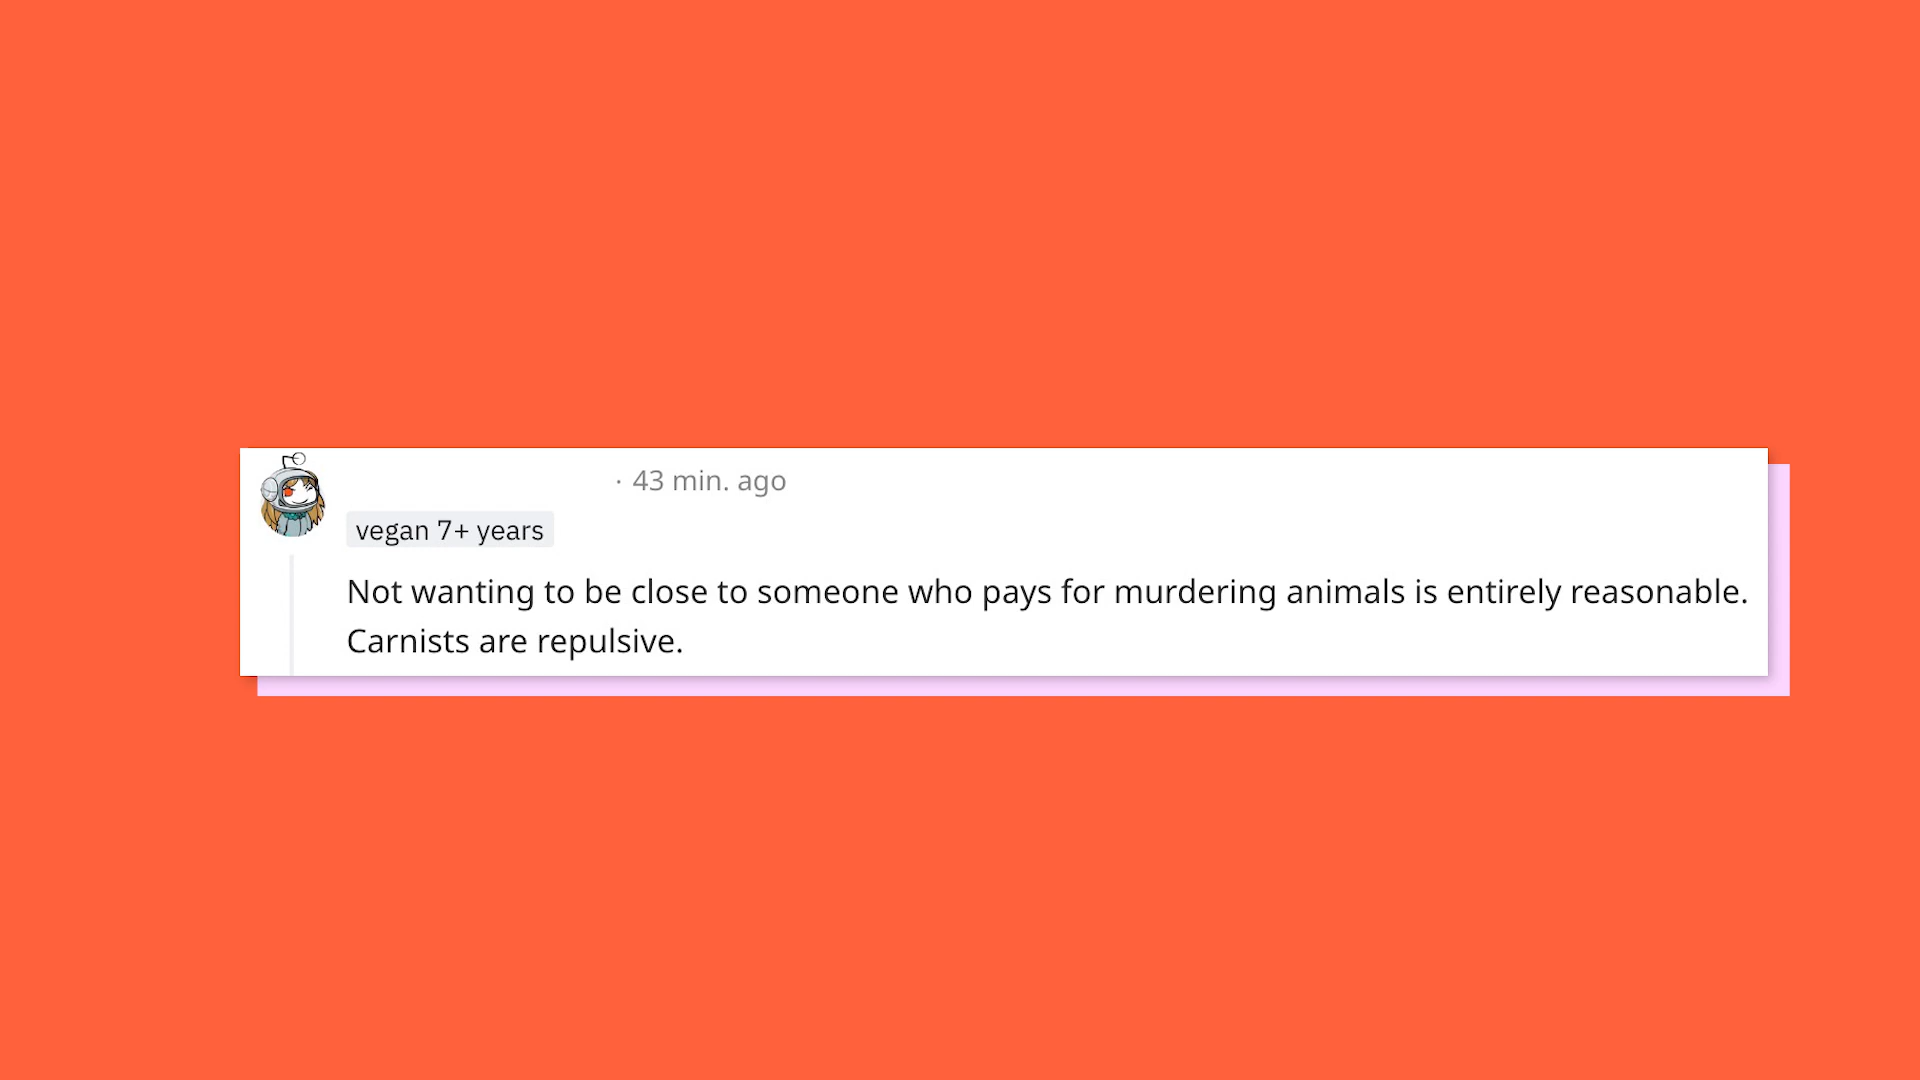 · 43 min. ago
vegan 7+ years
Not wanting to be close to someone who pays for murdering animals is entirely reasonable.
Carnists are repulsive.